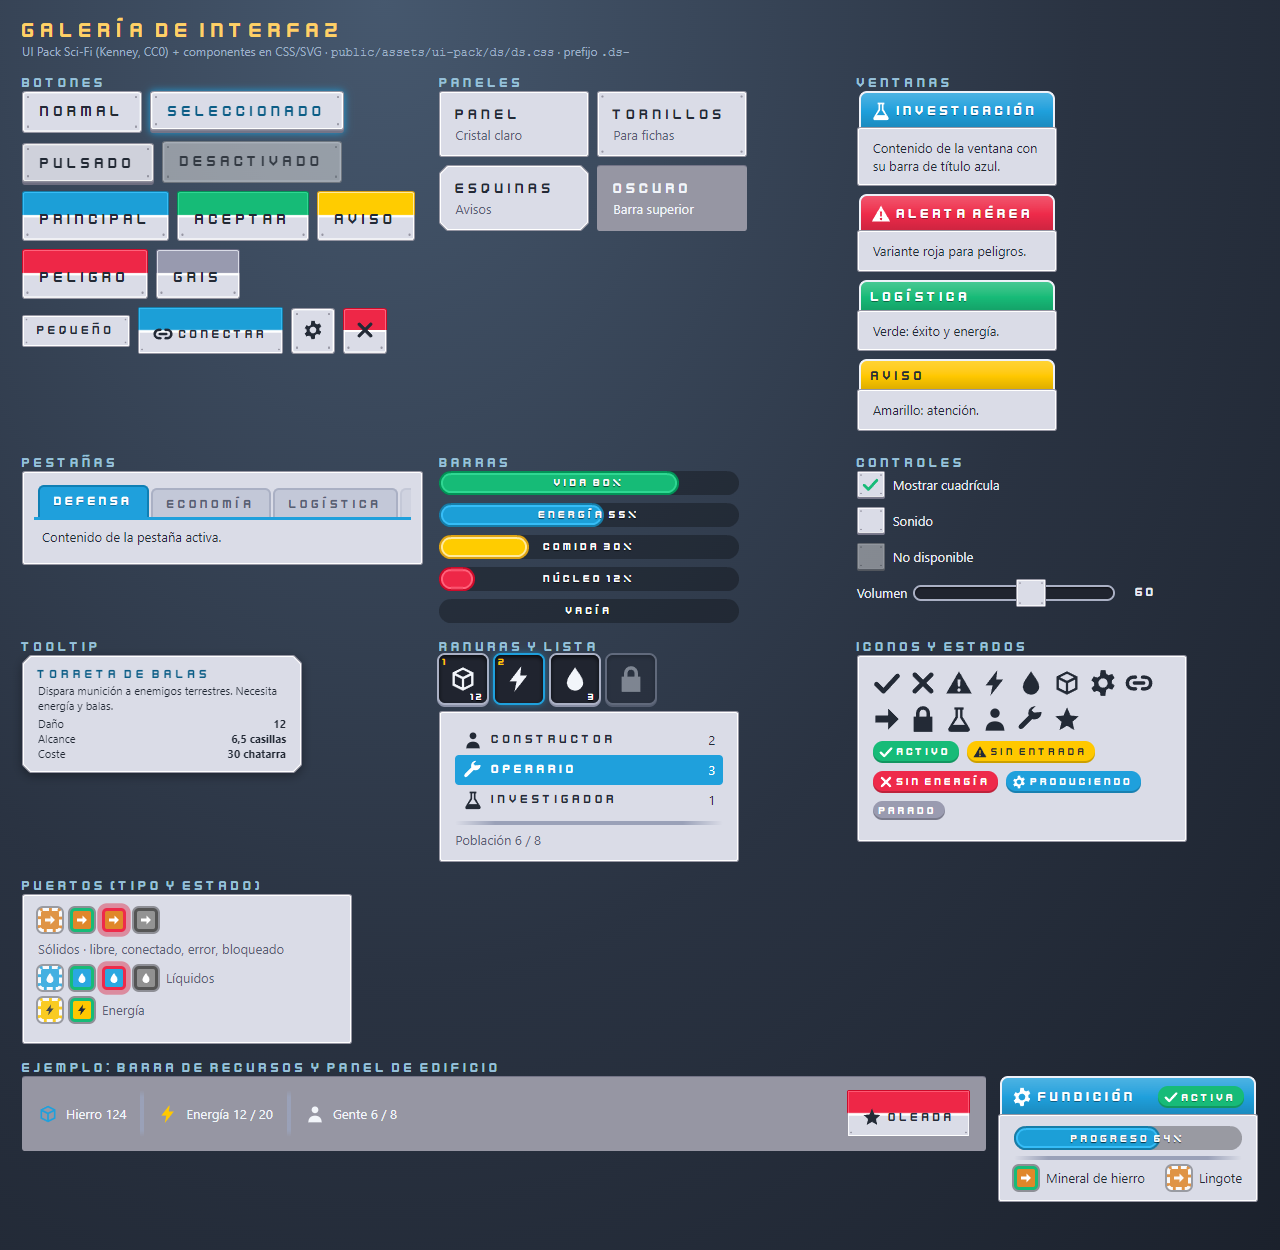 GALERÍA DE INTERFAZ
UI Pack Sci-Fi (Kenney, CC0) + componentes en CSS/SVG · public/assets/ui-pack/ds/ds.css · prefijo .ds-
BOTONES
NORMAL
SELECCIONADO
PULSADO
DESACTIVADO
PRINCIPAL
ACEPTAR
AVISO
PELIGRO
GRIS
PEQUEÑO
CONECTAR
PANELES
PANEL
Cristal claro
TORNILLOS
Para fichas
ESQUINAS
Avisos
OSCURO
Barra superior
VENTANAS
INVESTIGACIÓN
Contenido de la ventana con
su barra de título azul.
ALERTA AÉREA
Variante roja para peligros.
LOGÍSTICA
Verde: éxito y energía.
AVISO
Amarillo: atención.
PESTAÑAS
DEFENSA
ECONOMÍA
LOGÍSTICA
Contenido de la pestaña activa.
BARRAS
VIDA 80%
ENERGÍA 55%
COMIDA 30%
NÚCLEO 12%
VACÍA
CONTROLES
Mostrar cuadrícula
Sonido
No disponible
Volumen
60
TOOLTIP
TORRETA DE BALAS
Dispara munición a enemigos terrestres. Necesita
energía y balas.
Daño 12
Alcance 6,5 casillas
Coste 30 chatarra
RANURAS Y LISTA
1
12
2
3
CONSTRUCTOR 2
OPERARIO 3
INVESTIGADOR 1
Población 6 / 8
ICONOS Y ESTADOS
ACTIVO
SIN ENTRADA
SIN ENERGÍA
PRODUCIENDO
PARADO
PUERTOS (TIPO Y ESTADO)
Sólidos · libre, conectado, error, bloqueado
Líquidos
Energía
EJEMPLO: BARRA DE RECURSOS Y PANEL DE EDIFICIO
Hierro 124
Energía 12 / 20
Gente 6 / 8
OLEADA
FUNDICIÓN
ACTIVA
PROGRESO 64%
Mineral de hierro
Lingote